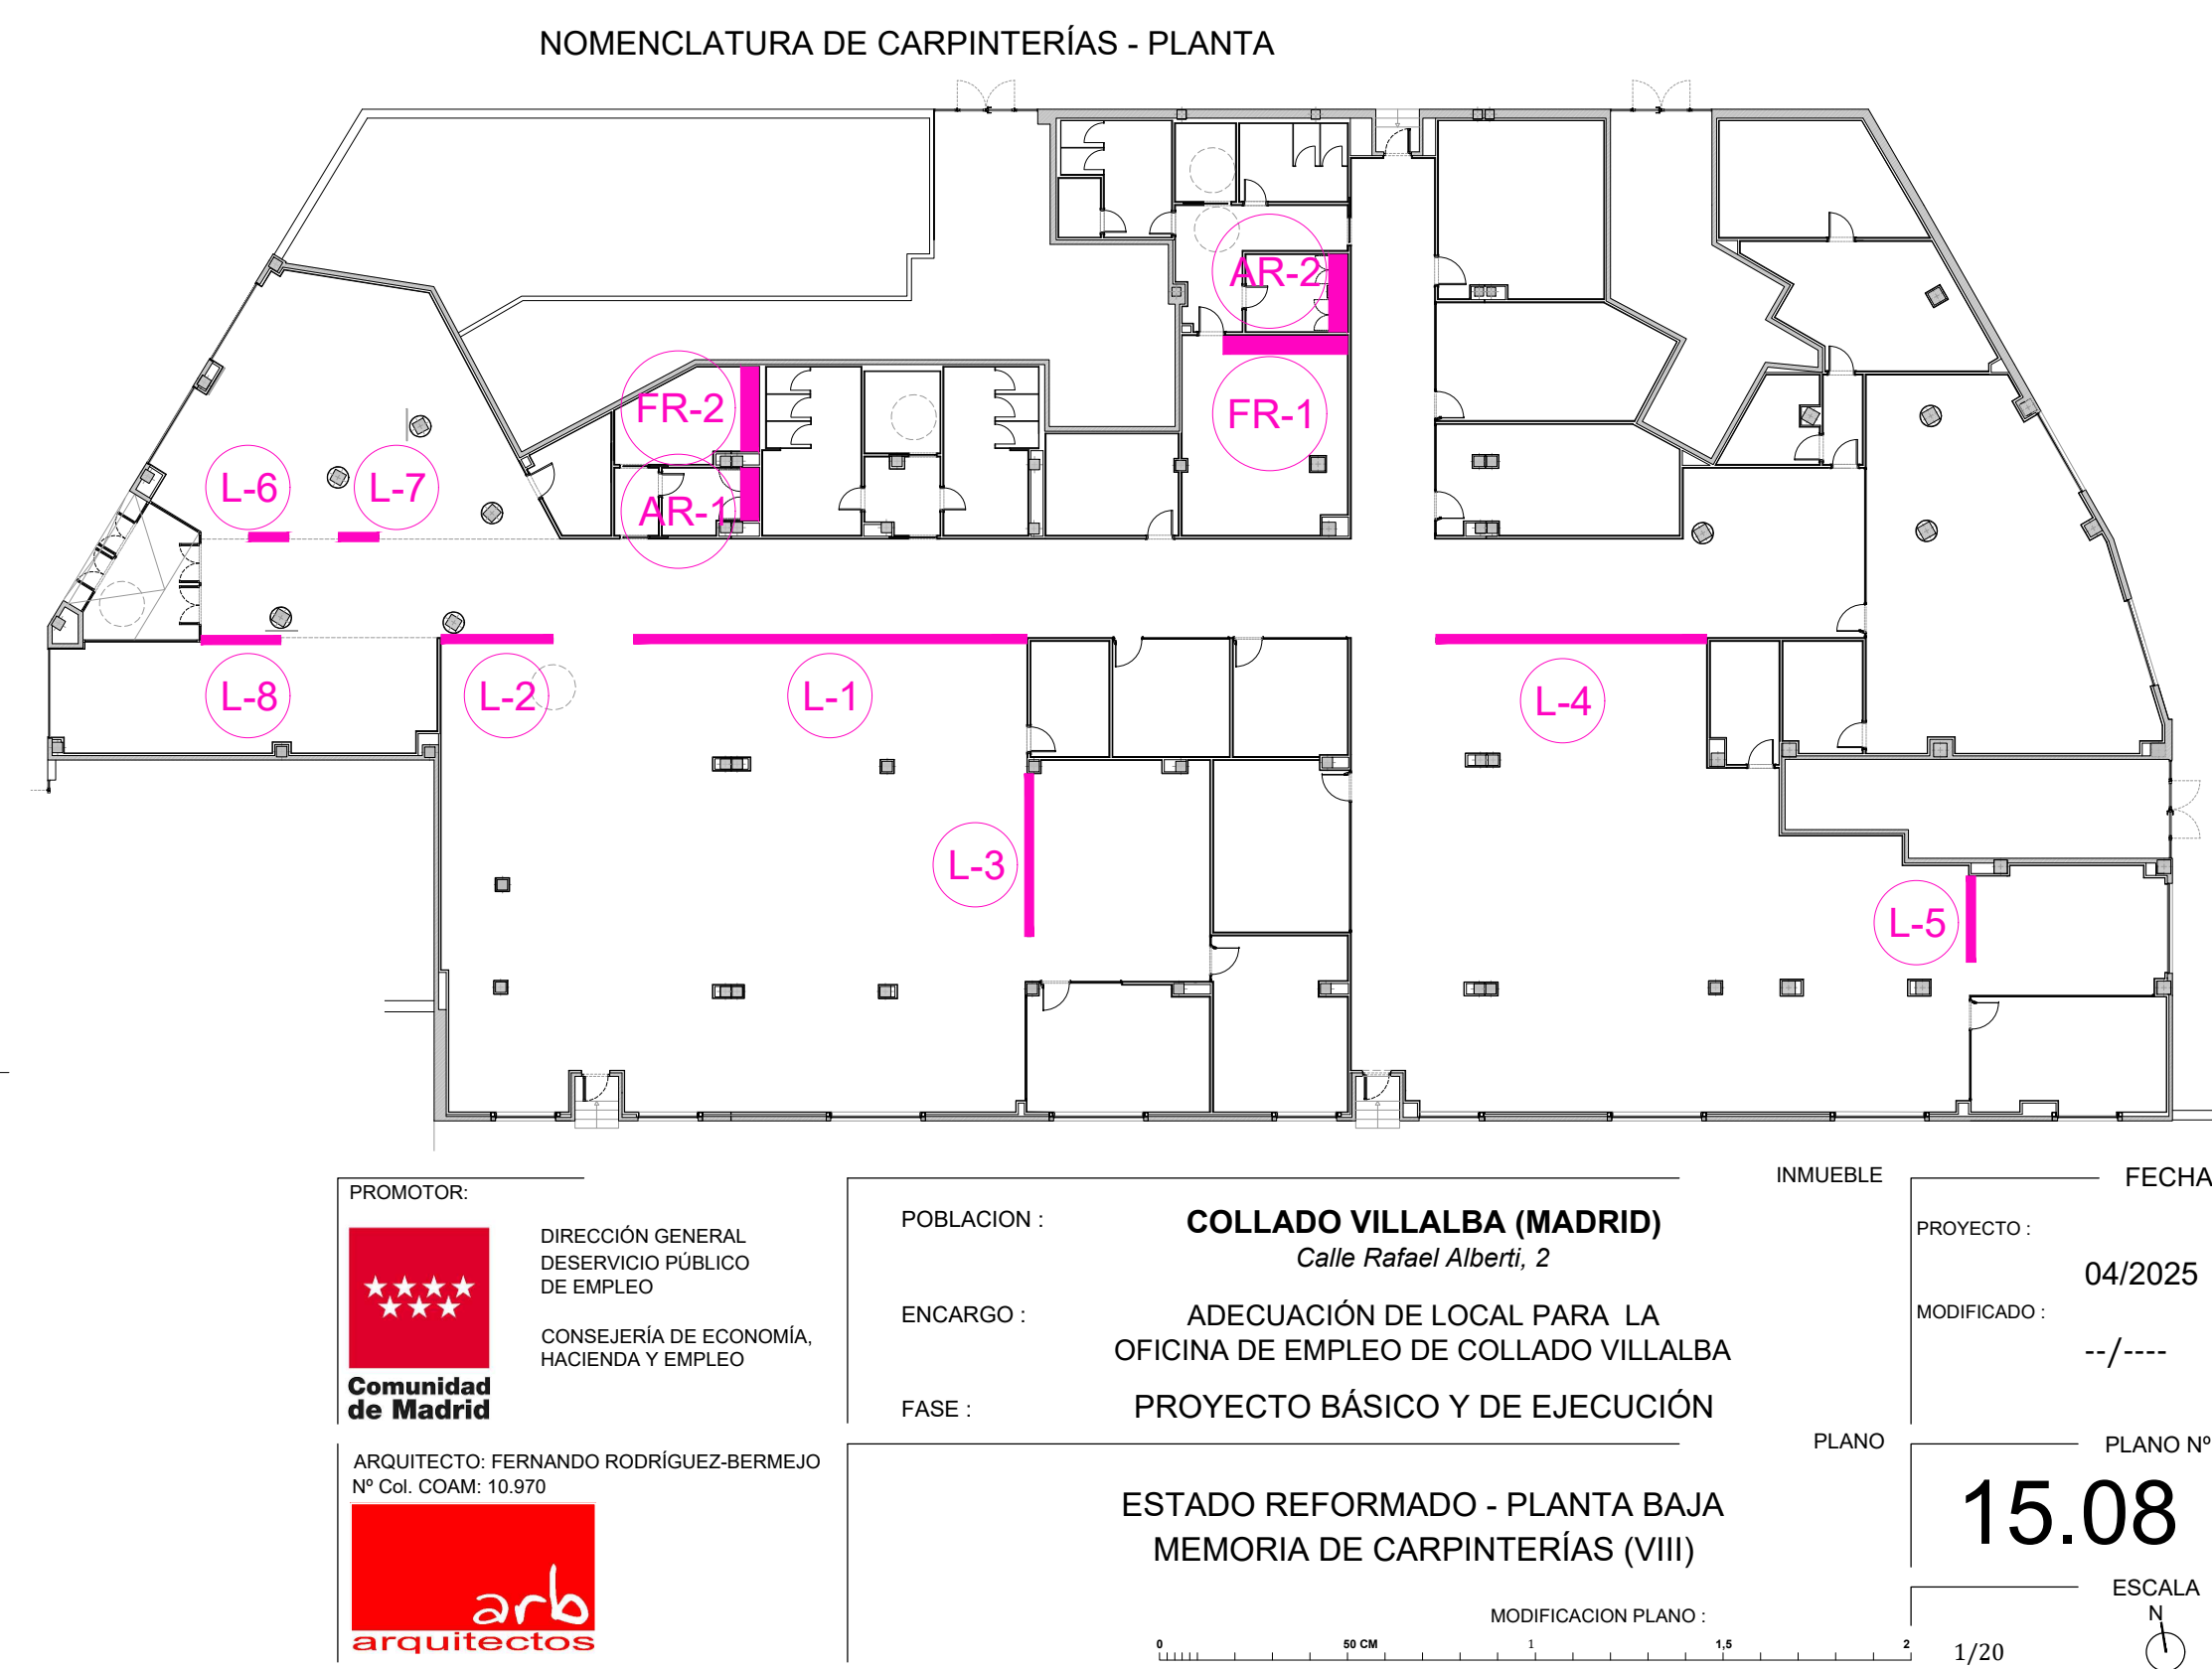 NOMENCLATURA DE CARPINTERÍAS - PLANTA
AR-2
FR-2
FR-1
L-6
L-7
AR-1
L-8
L-2
L-1
L-4
L-3
L-5
PROMOTOR:
DIRECCIÓN GENERAL
DESERVICIO PÚBLICO
DE EMPLEO
CONSEJERÍA DE ECONOMÍA,
HACIENDA Y EMPLEO
Comunidad
de Madrid
ARQUITECTO: FERNANDO RODRÍGUEZ-BERMEJO
Nº Col. COAM: 10.970
arb
arquitectos
INMUEBLE
POBLACION :
COLLADO VILLALBA (MADRID)
Calle Rafael Alberti, 2
ENCARGO :
ADECUACIÓN DE LOCAL PARA LA
OFICINA DE EMPLEO DE COLLADO VILLALBA
FASE :
PROYECTO BÁSICO Y DE EJECUCIÓN
FECHA
PROYECTO :
04/2025
MODIFICADO :
--/----
PLANO
ESTADO REFORMADO - PLANTA BAJA
MEMORIA DE CARPINTERÍAS (VIII)
MODIFICACION PLANO :
0 50 CM 1 1,5 2
PLANO Nº
15.08
ESCALA
1/20
N